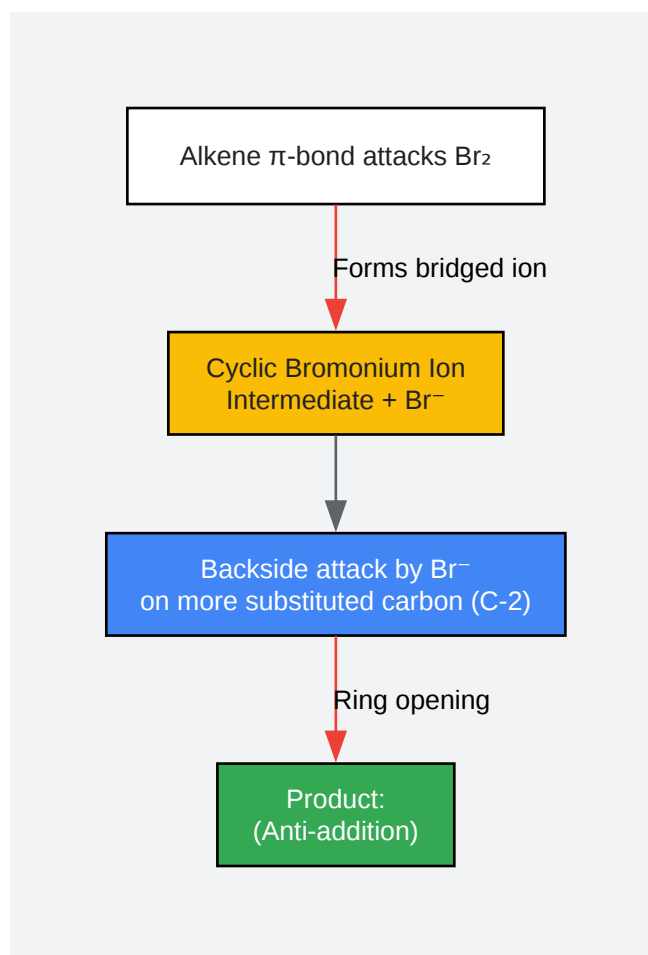 Alkene π-bond attacks Br₂
Forms bridged ion
Cyclic Bromonium Ion
Intermediate + Br⁻
Backside attack by Br⁻
on more substituted carbon (C-2)
Ring opening
Product:
(Anti-addition)